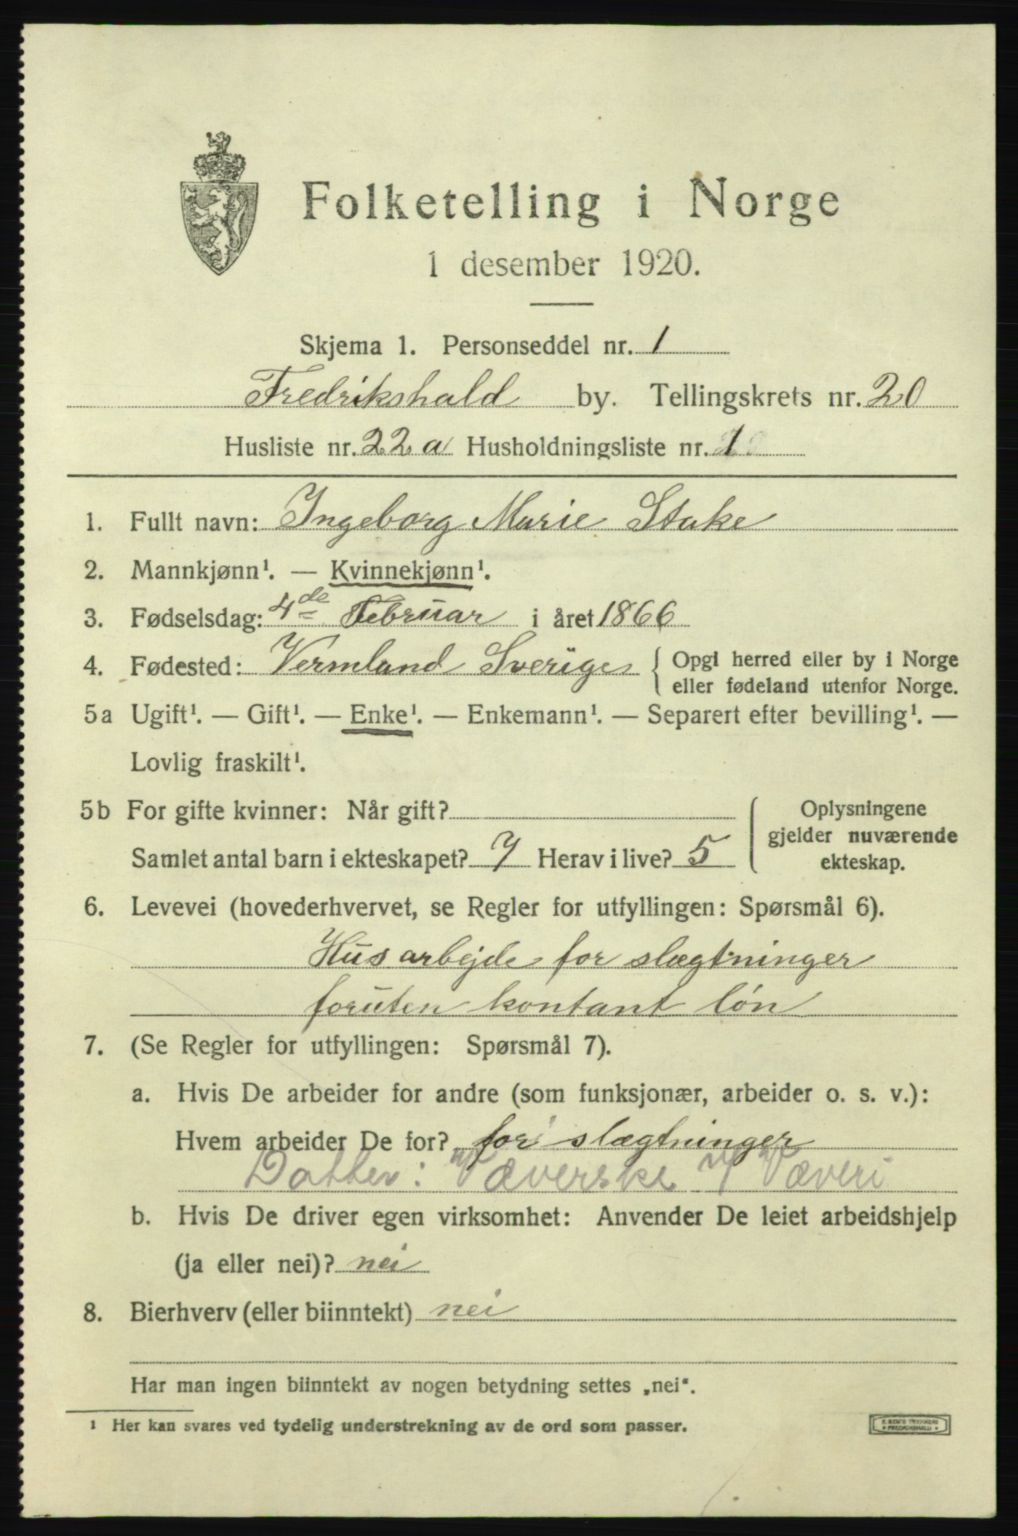 Folketelling i Norge
1 desember 1920.
Skjema 1. Personseddel nr. 1
Fredrikshald by. Tellingskrets nr. 20
Husliste nr. 22 a Husholdningsliste nr. 1
1. Fullt navn: Ingeborg Marie Stake
2. Mannkjønn¹. — Kvinnekjønn¹.
3. Fødselsdag: 4de Februar i året 1866
4. Fødested: Vermland Sverige { Opgi herred eller by i Norge
eller fødeland utenfor Norge.
5a Ugift¹. — Gift¹. — Enke¹. — Enkemann¹. — Separert efter bevilling¹. —
Lovlig fraskilt¹.
5b For gifte kvinner: Når gift?
Samlet antal barn i ekteskapet? 7 Herav i live? 5
Oplysningene
gjelder nuværende
ekteskap.
6. Levevei (hovederhvervet, se Regler for utfyllingen: Spørsmål 6).
Husarbejde for slægtninger
foruten kontant løn
7. (Se Regler for utfyllingen: Spørsmål 7).
a. Hvis De arbeider for andre (som funksjonær, arbeider o. s. v.):
Hvem arbeider De for? for slægtninger
Datter: Væverske v/ Væveri
b. Hvis De driver egen virksomhet: Anvender De leiet arbeidshjelp
(ja eller nei)? nei
8. Bierhverv (eller biinntekt) nei
Har man ingen biinntekt av nogen betydning settes „nei“.
¹ Her kan svares ved tydelig understrekning av de ord som passer.